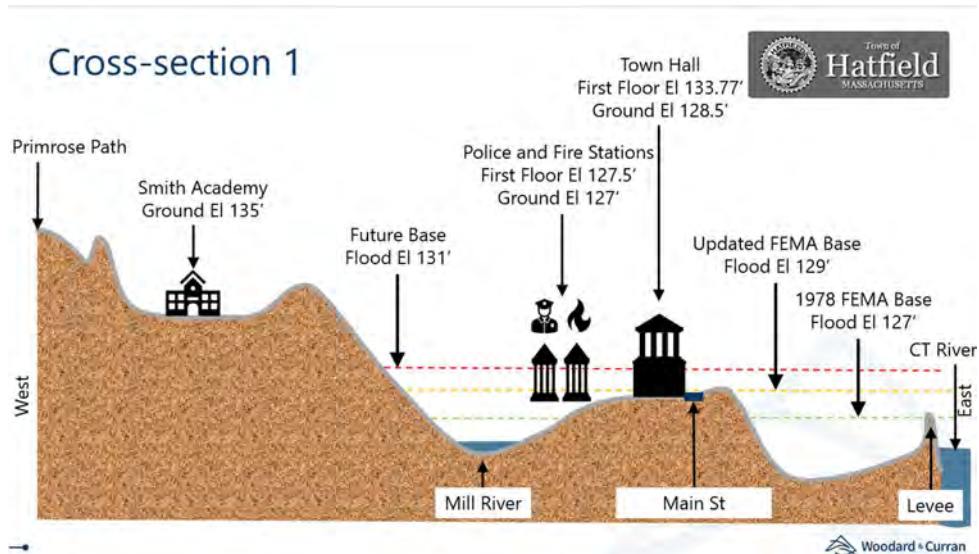 Cross-section 1
Town of
Hatfield
MASSACHUSETTS
Town Hall
First Floor El 133.77'
Ground El 128.5'
Primrose Path
Police and Fire Stations
First Floor El 127.5'
Ground El 127'
Smith Academy
Ground El 135'
Future Base
Flood El 131'
Updated FEMA Base
Flood El 129'
1978 FEMA Base
Flood El 127'
CT River
West
East
Mill River
Main St
Levee
Woodard & Curran